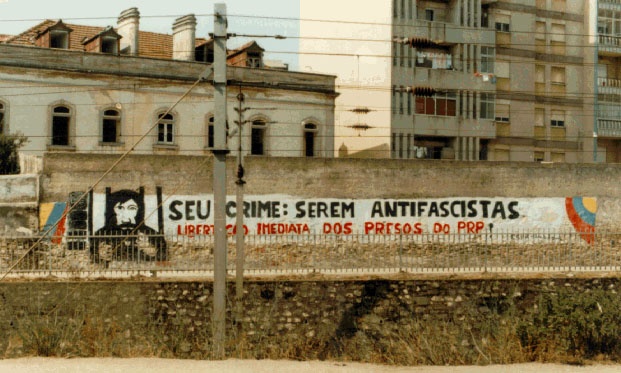 SEU CRIME: SEREM ANTIFASCISTAS
LIBERTAÇÃO IMEDIATA DOS PRESOS DO PRP!